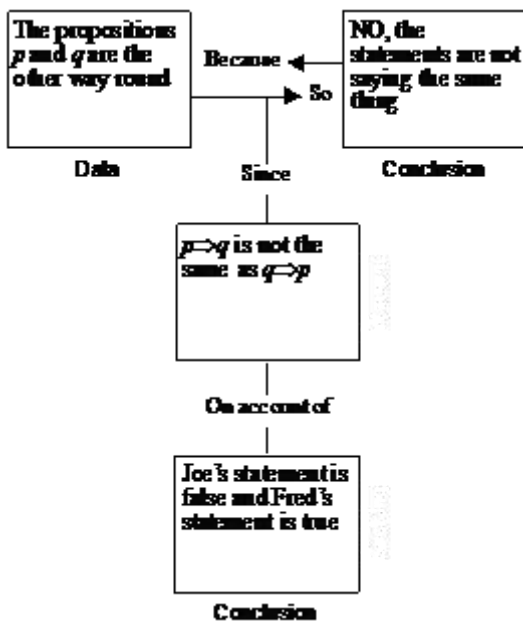 The propositions
p and q are the
other way round
Because
So
NO, the
statements are not
saying the same
thing
Data
Since
Conclusion
p⇒q is not the
same as q⇒p
On account of
Joe's statement is
false and Fred's
statement is true
Conclusion